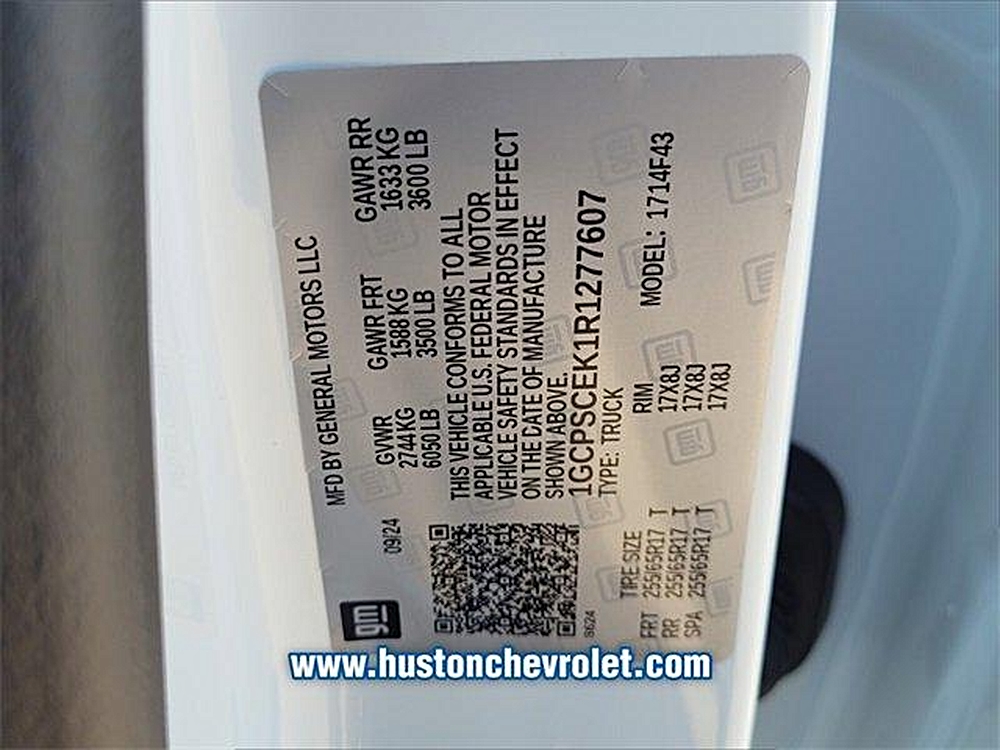 MFD BY GENERAL MOTORS LLC
gm
09/24
GVWR
2744 KG
6050 LB
GAWR FRT
1588 KG
3500 LB
GAWR RR
1633 KG
3600 LB
THIS VEHICLE CONFORMS TO ALL
APPLICABLE U.S. FEDERAL MOTOR
VEHICLE SAFETY STANDARDS IN EFFECT
ON THE DATE OF MANUFACTURE
SHOWN ABOVE.
1GCPSCEK1R1277607
TYPE: TRUCK
MODEL: 1714F43
TIRE SIZE RIM
FRT 255/65R17 T 17X8J
RR 255/65R17 T 17X8J
SPA 255/65R17 T 17X8J
www.hustonchevrolet.com